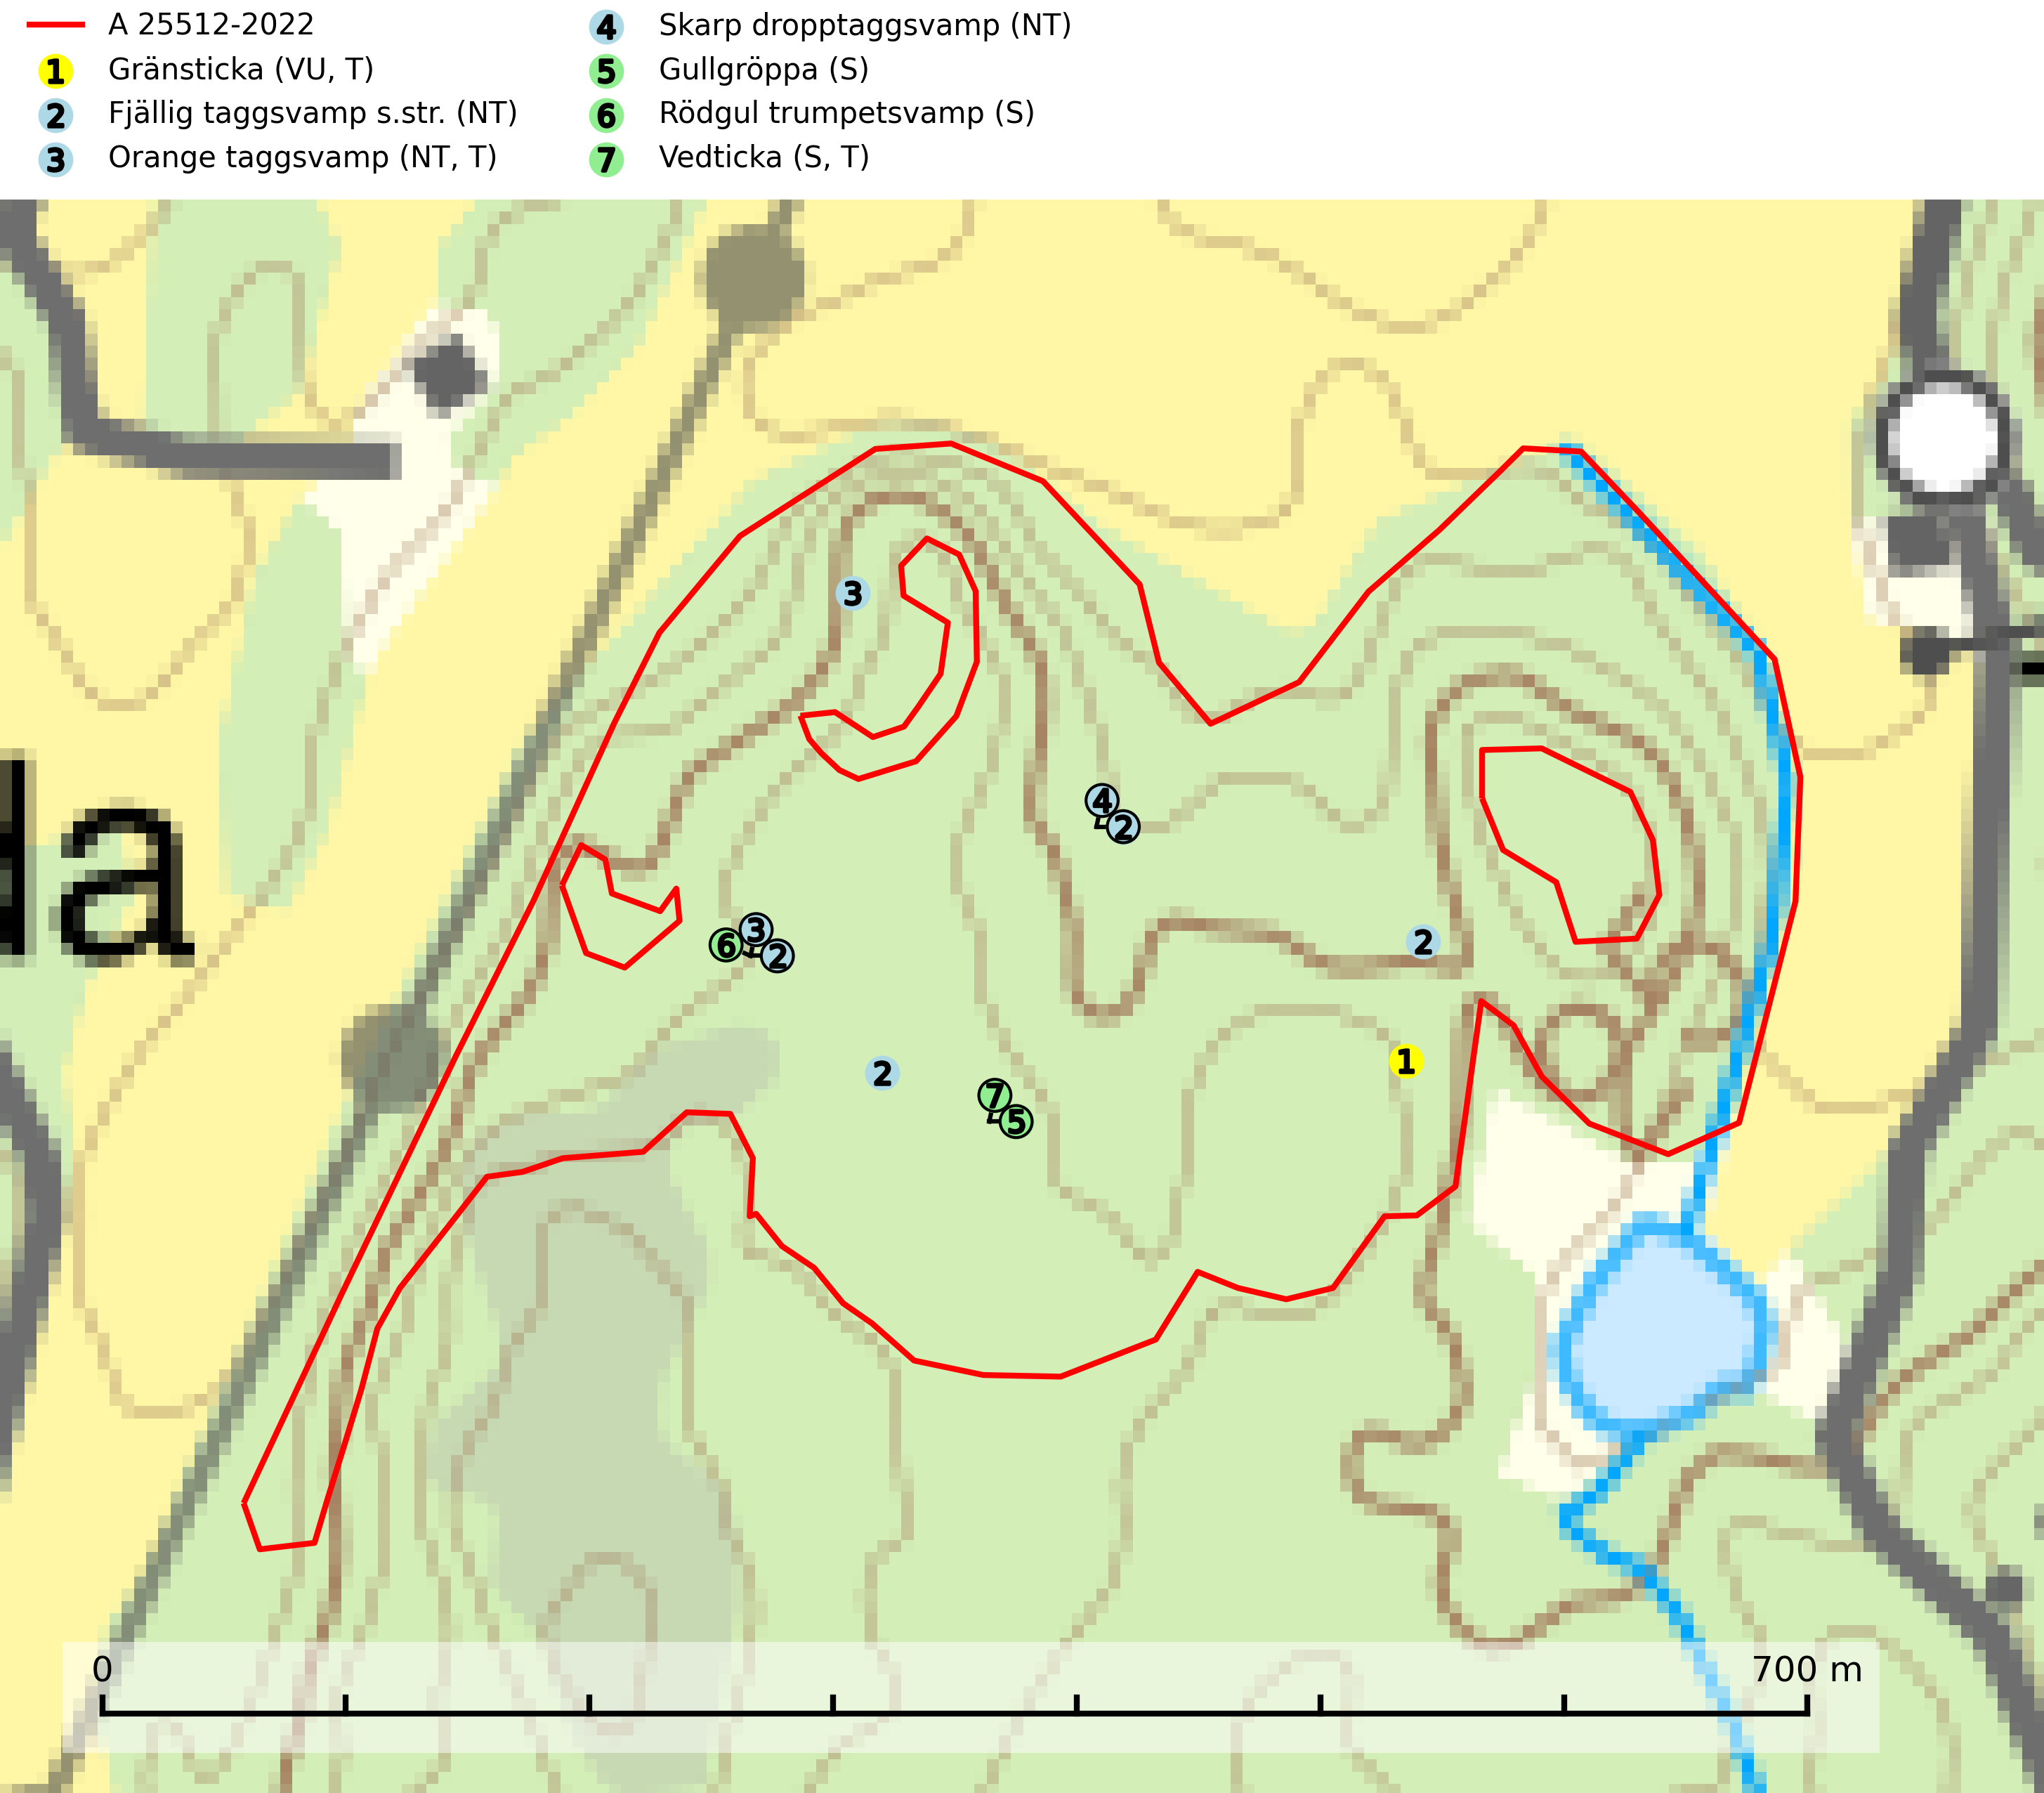 A 25512-2022
1 Gränsticka (VU, T)
2 Fjällig taggsvamp s.str. (NT)
3 Orange taggsvamp (NT, T)
4 Skarp dropptaggsvamp (NT)
5 Gullgröppa (S)
6 Rödgul trumpetsvamp (S)
7 Vedticka (S, T)
3
4
2
la
3
6
2
2
1
2
7
5
0 700 m